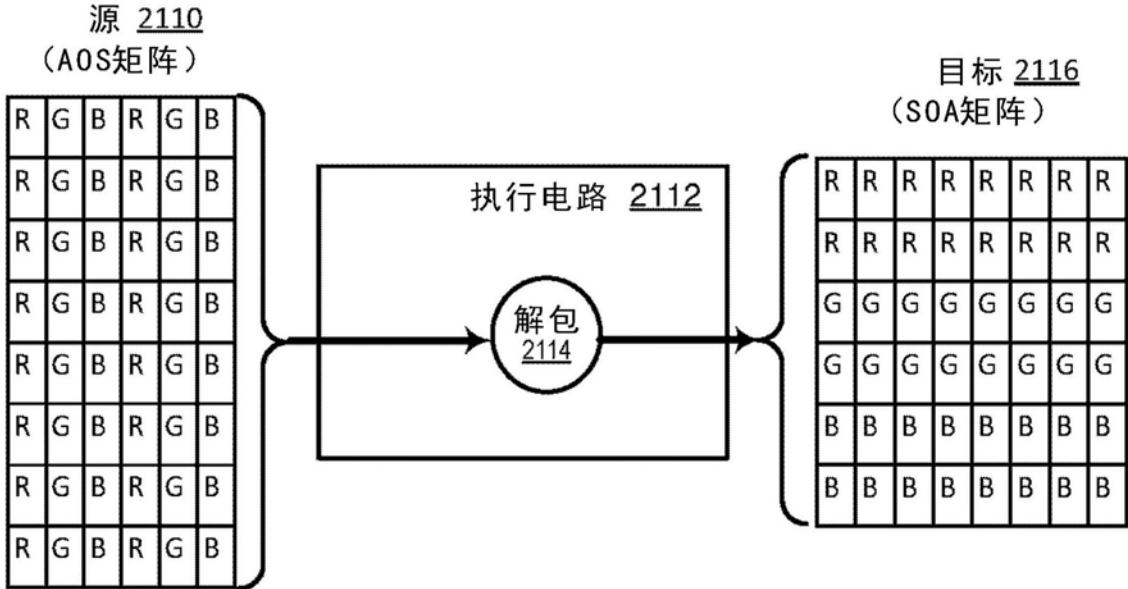 源 2110
(AOS矩阵)
R G B R G B
R G B R G B
R G B R G B
R G B R G B
R G B R G B
R G B R G B
R G B R G B
R G B R G B
执行电路 2112
解包
2114
目标 2116
(SOA矩阵)
R R R R R R R R
R R R R R R R R
G G G G G G G G
G G G G G G G G
B B B B B B B B
B B B B B B B B